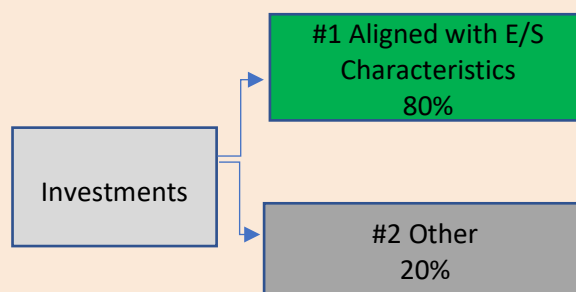 #1 Aligned with E/S
Characteristics
80%
Investments
#2 Other
20%